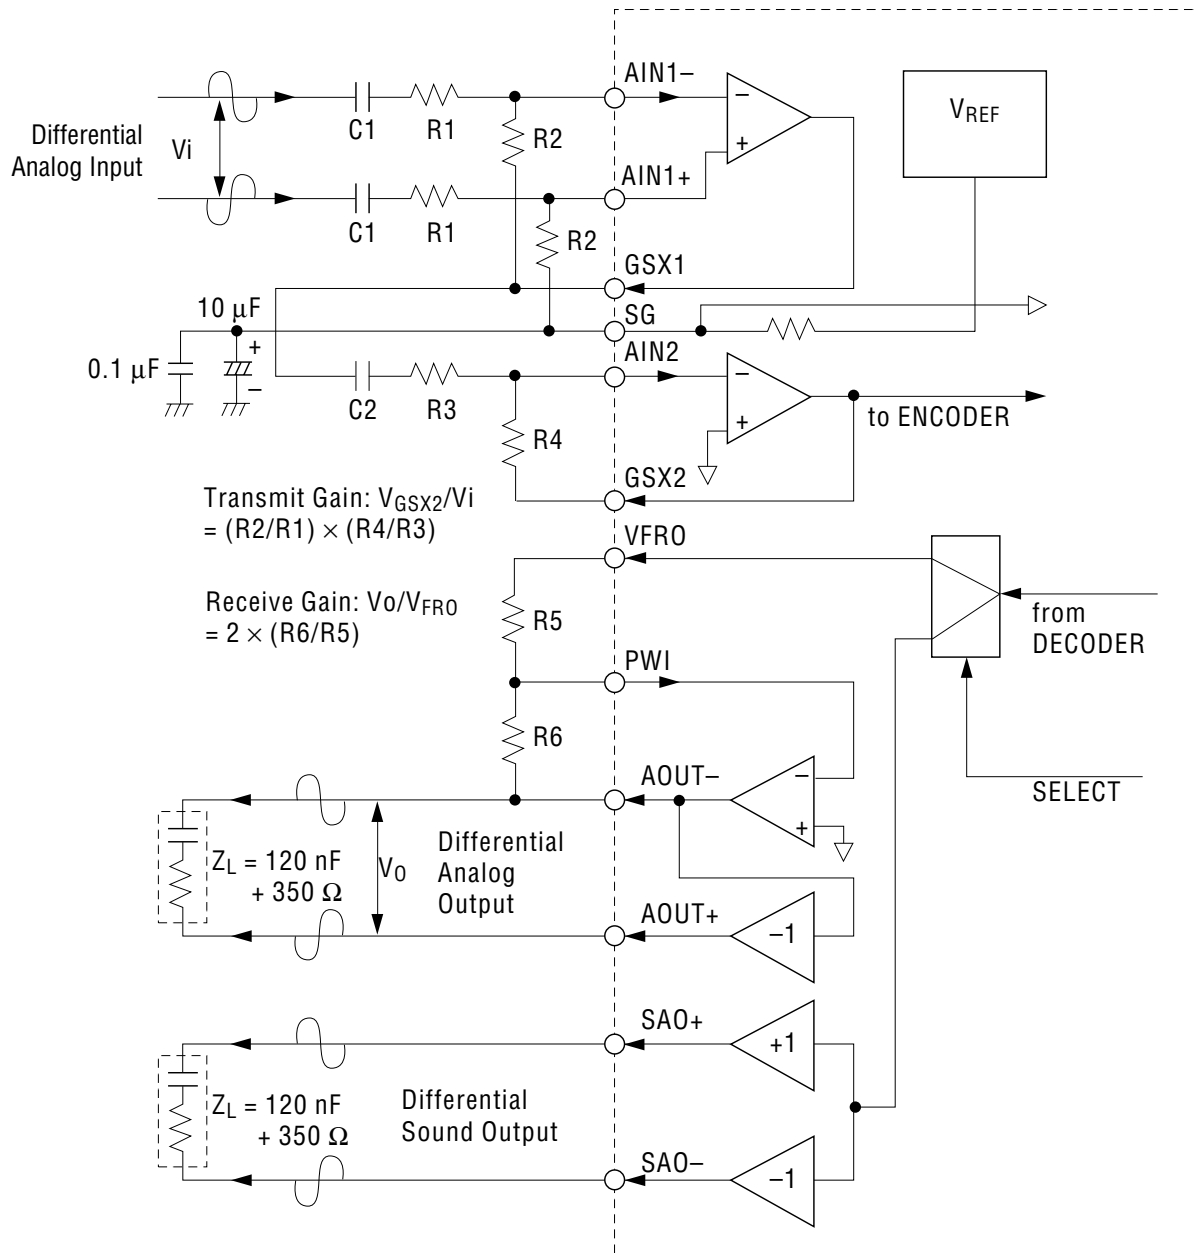 AIN1–
–
VREF
C1
R1
R2
Differential
Analog Input
Vi
+
AIN1+
C1
R1
R2
GSX1
10 μF
SG
+
0.1 μF
–
AIN2
–
C2
R3
+
to ENCODER
R4
GSX2
Transmit Gain: VGSX2/Vi
= (R2/R1) × (R4/R3)
VFRO
Receive Gain: Vo/VFRO
= 2 × (R6/R5)
R5
from
DECODER
PWI
R6
AOUT–
–
SELECT
+
ZL = 120 nF
+ 350 Ω
VO
Differential
Analog
Output
AOUT+
–1
SAO+
+1
ZL = 120 nF
+ 350 Ω
Differential
Sound Output
SAO–
–1